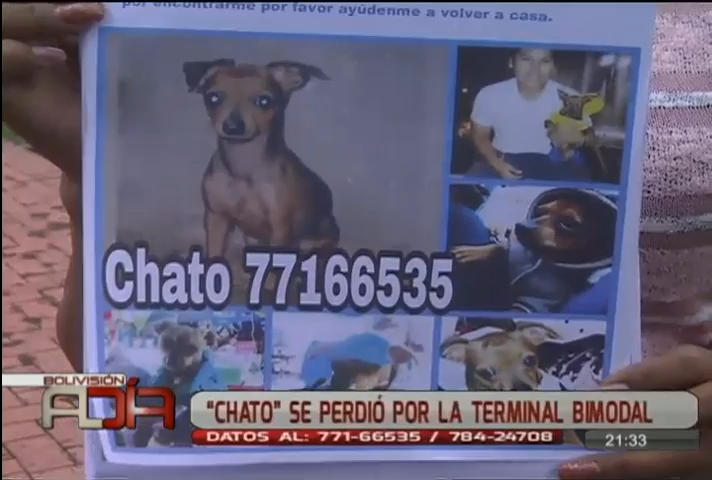 por encontrarme por favor ayúdenme a volver a casa.
Chato 77166535
BOLIVISIÓN
ALDÍA
"CHATO" SE PERDIÓ POR LA TERMINAL BIMODAL
DATOS AL: 771-66535 / 784-24708
21:33